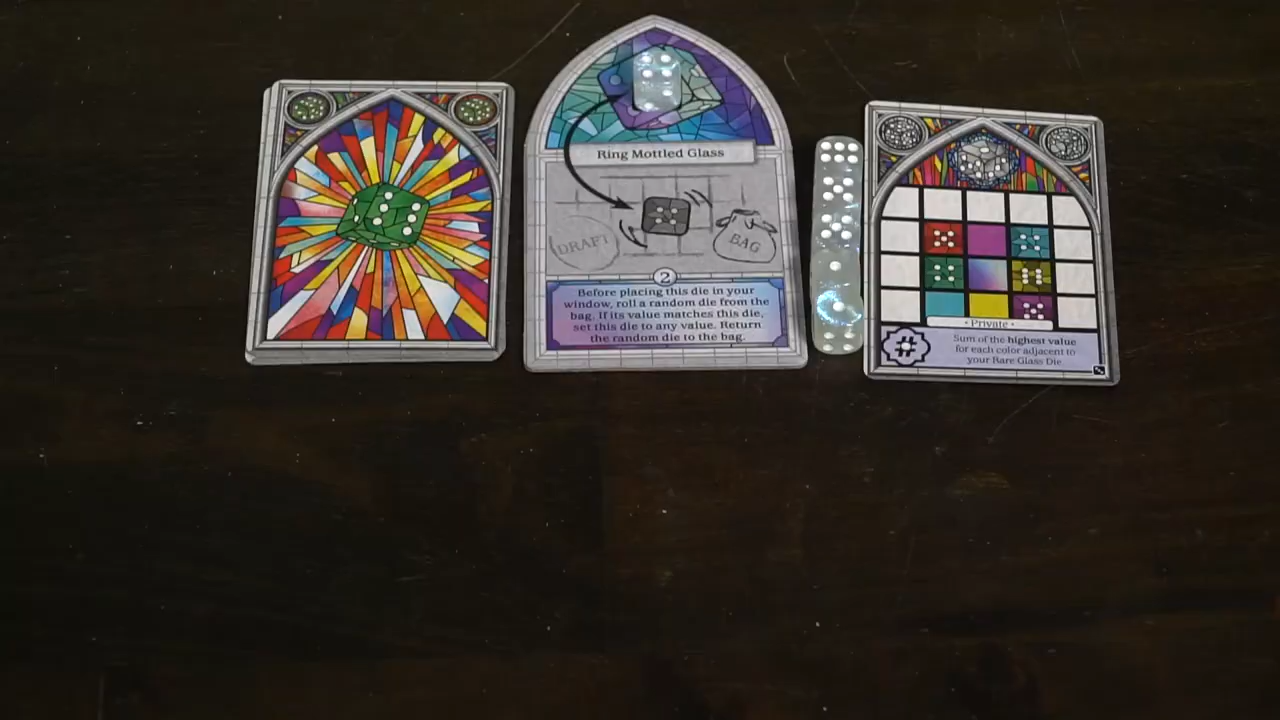 Ring Mottled Glass
DRAFT
BAG
2
Before placing this die in your
window, roll a random die from the
bag. If its value matches this die,
set this die to any value. Return
the random die to the bag.
• Private •
#
Sum of the highest value
for each color adjacent to
your Rare Glass Die